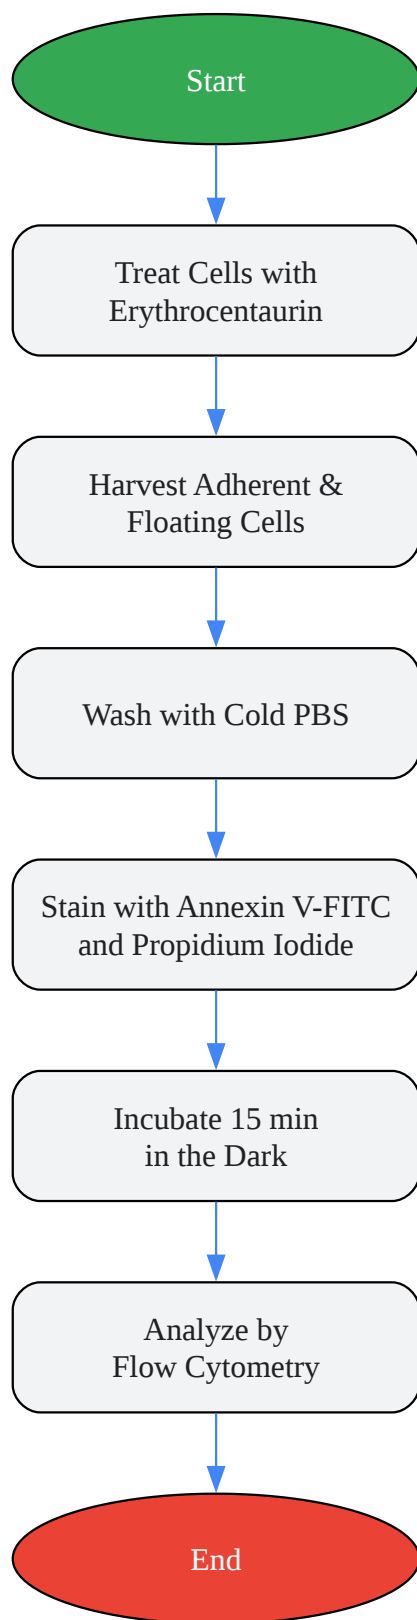 Start
Treat Cells with
Erythrocentaurin
Harvest Adherent &
Floating Cells
Wash with Cold PBS
Stain with Annexin V-FITC
and Propidium Iodide
Incubate 15 min
in the Dark
Analyze by
Flow Cytometry
End